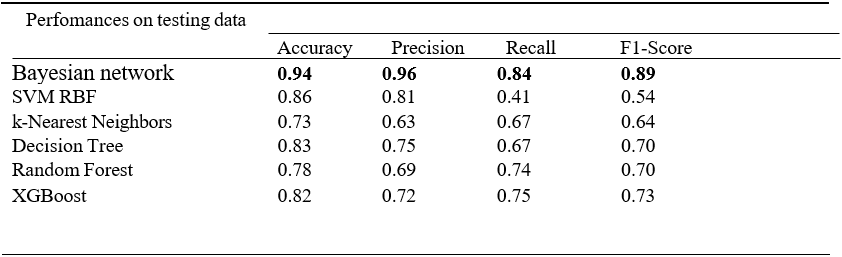 Perfomances on testing data
Accuracy Precision Recall F1-Score
Bayesian network 0.94 0.96 0.84 0.89
SVM RBF 0.86 0.81 0.41 0.54
k-Nearest Neighbors 0.73 0.63 0.67 0.64
Decision Tree 0.83 0.75 0.67 0.70
Random Forest 0.78 0.69 0.74 0.70
XGBoost 0.82 0.72 0.75 0.73